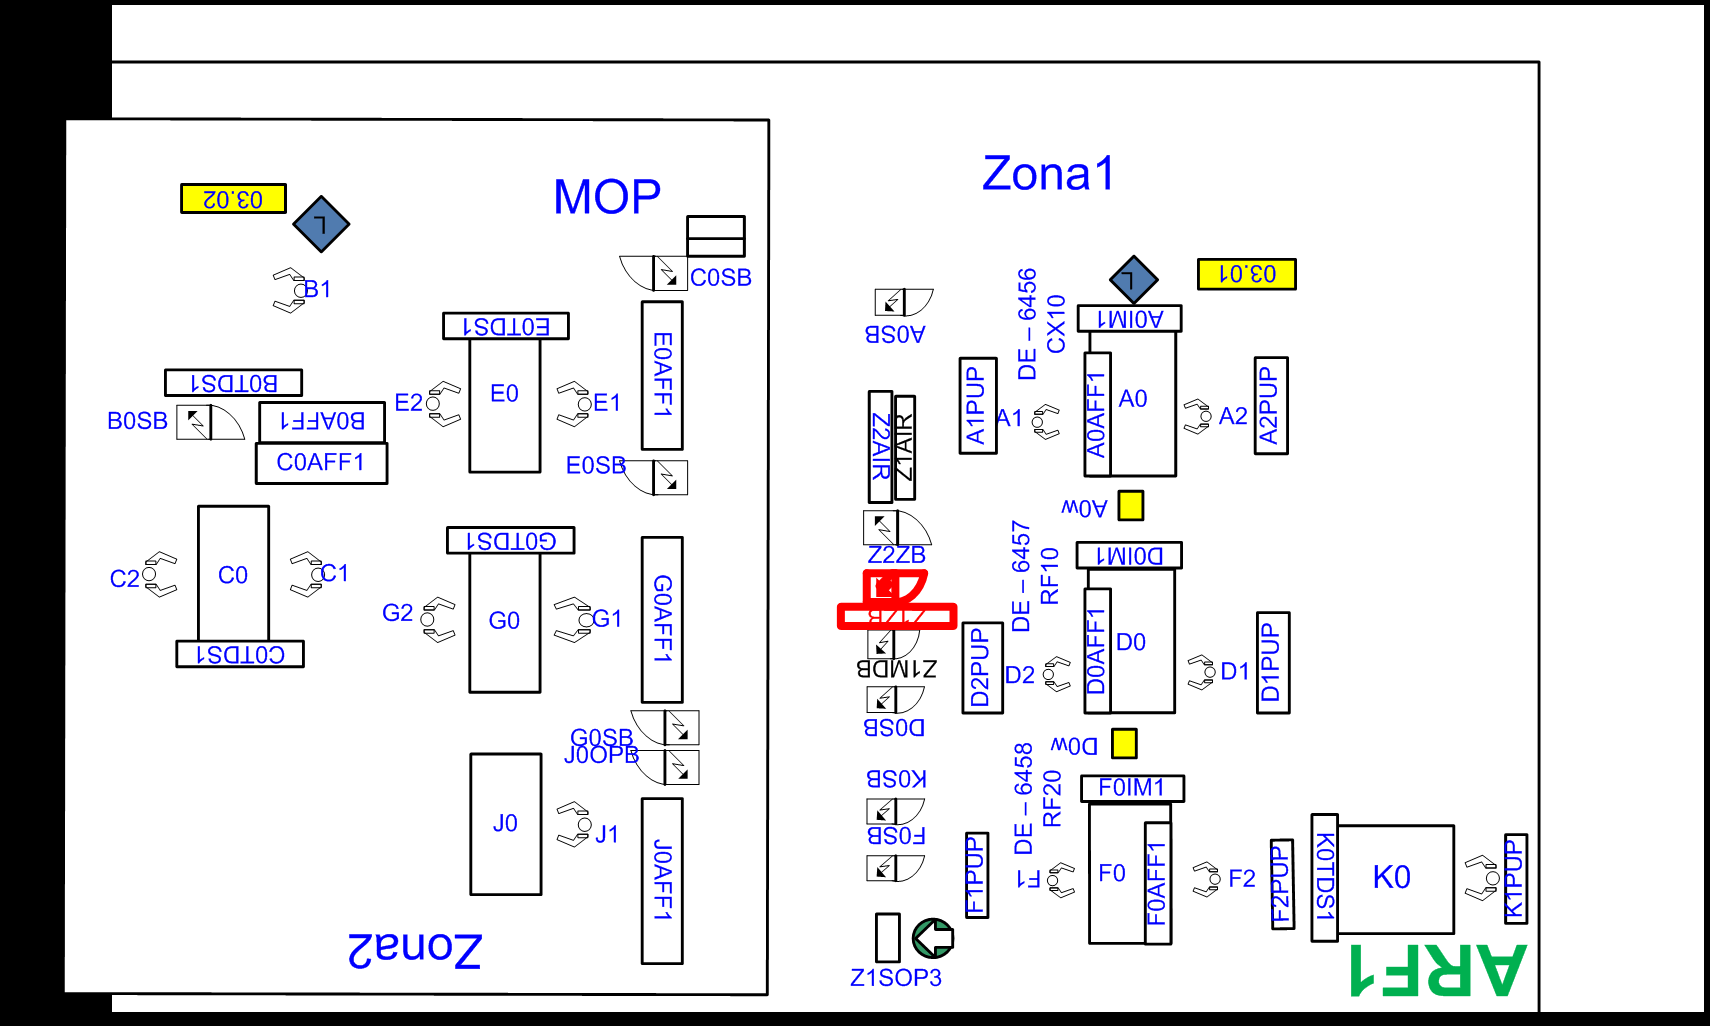 Zona1
MOP
03.02
L
B1
C0SB
E0TDS1
E0AFF1
B0TDS1
B0SB
B0AFF1
C0AFF1
E2
E0
E1
E0SB
C2
C0
C1
C0TDS1
G0TDS1
G0AFF1
G2
G0
G1
G0SB
J0OPB
J0
J1
J0AFF1
Zona2
A0SB
DE – 6456
CX10
L
03.01
A0IM1
A1PUP
A1
A0AFF1
A0
A2
A2PUP
Z2AIR
Z1AIR
A0w
Z2ZB
DE – 6457
RF10
D0IM1
Z1MDB
D2PUP
D2
D0AFF1
D0
D1
D1PUP
D0SB
D0w
K0SB
DE – 6458
RF20
F0IM1
F0SB
F1PUP
F1
F0
F0AFF1
F2
F2PUP
K0TDS1
K0
K1PUP
Z1SOP3
ARF1